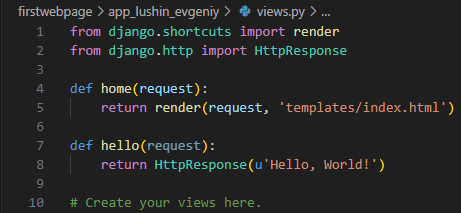 firstwebpage > app_lushin_evgeniy > views.py > ...
1 from django.shortcuts import render
2 from django.http import HttpResponse
3
4 def home(request):
5     return render(request, 'templates/index.html')
6
7 def hello(request):
8     return HttpResponse(u'Hello, World!')
9
10 # Create your views here.